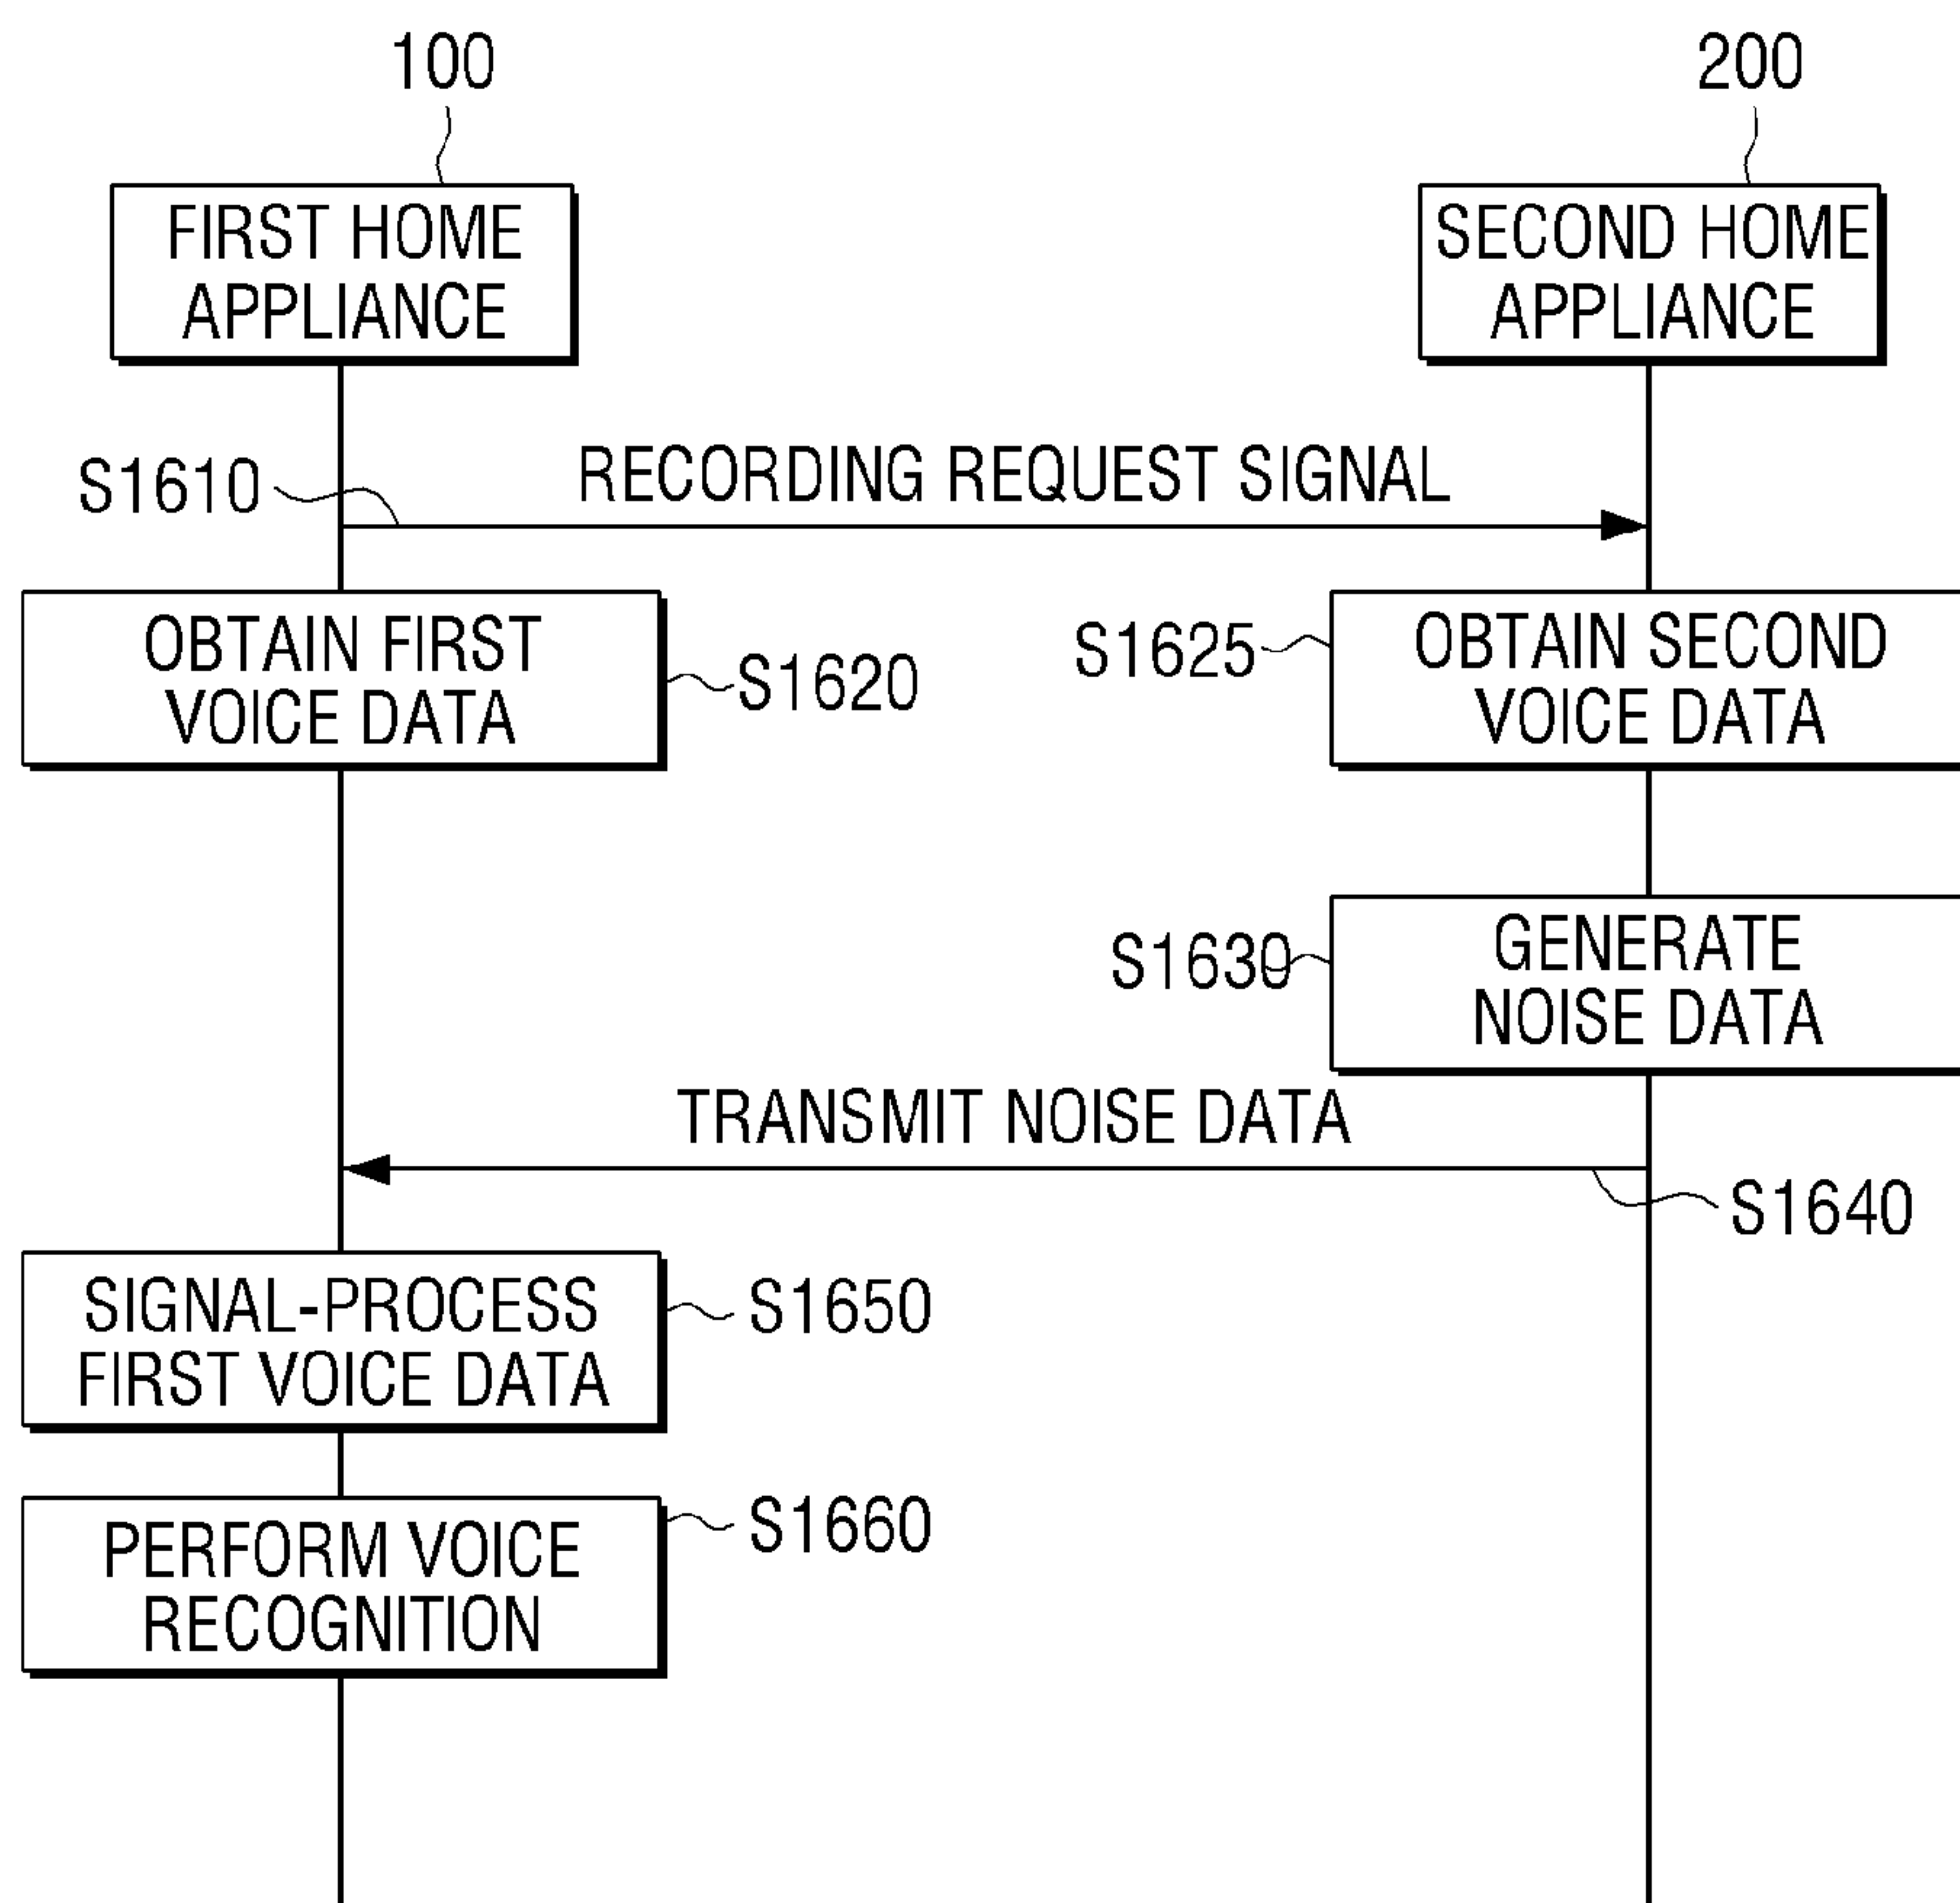 100
200
FIRST HOME
APPLIANCE
SECOND HOME
APPLIANCE
S1610
RECORDING REQUEST SIGNAL
OBTAIN FIRST
VOICE DATA
S1620
S1625
OBTAIN SECOND
VOICE DATA
S1630
GENERATE
NOISE DATA
TRANSMIT NOISE DATA
S1640
SIGNAL-PROCESS
FIRST VOICE DATA
S1650
PERFORM VOICE
RECOGNITION
S1660